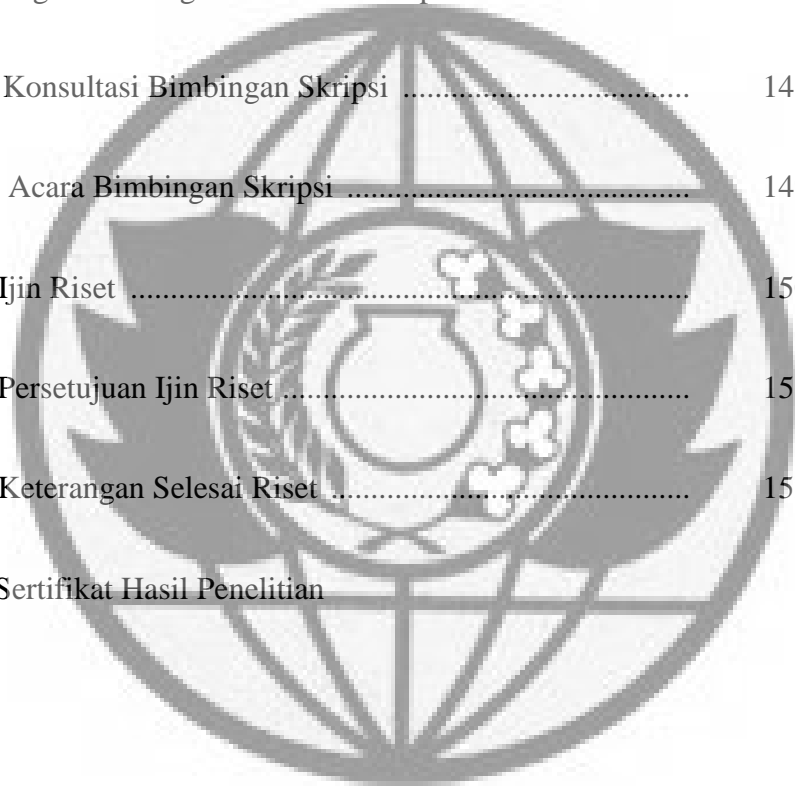 Konsultasi Bimbingan Skripsi ..................................... 14
Acara Bimbingan Skripsi ............................................ 14
Ijin Riset ........................................................................ 15
Persetujuan Ijin Riset ..................................................... 15
Keterangan Selesai Riset .............................................. 15
Sertifikat Hasil Penelitian